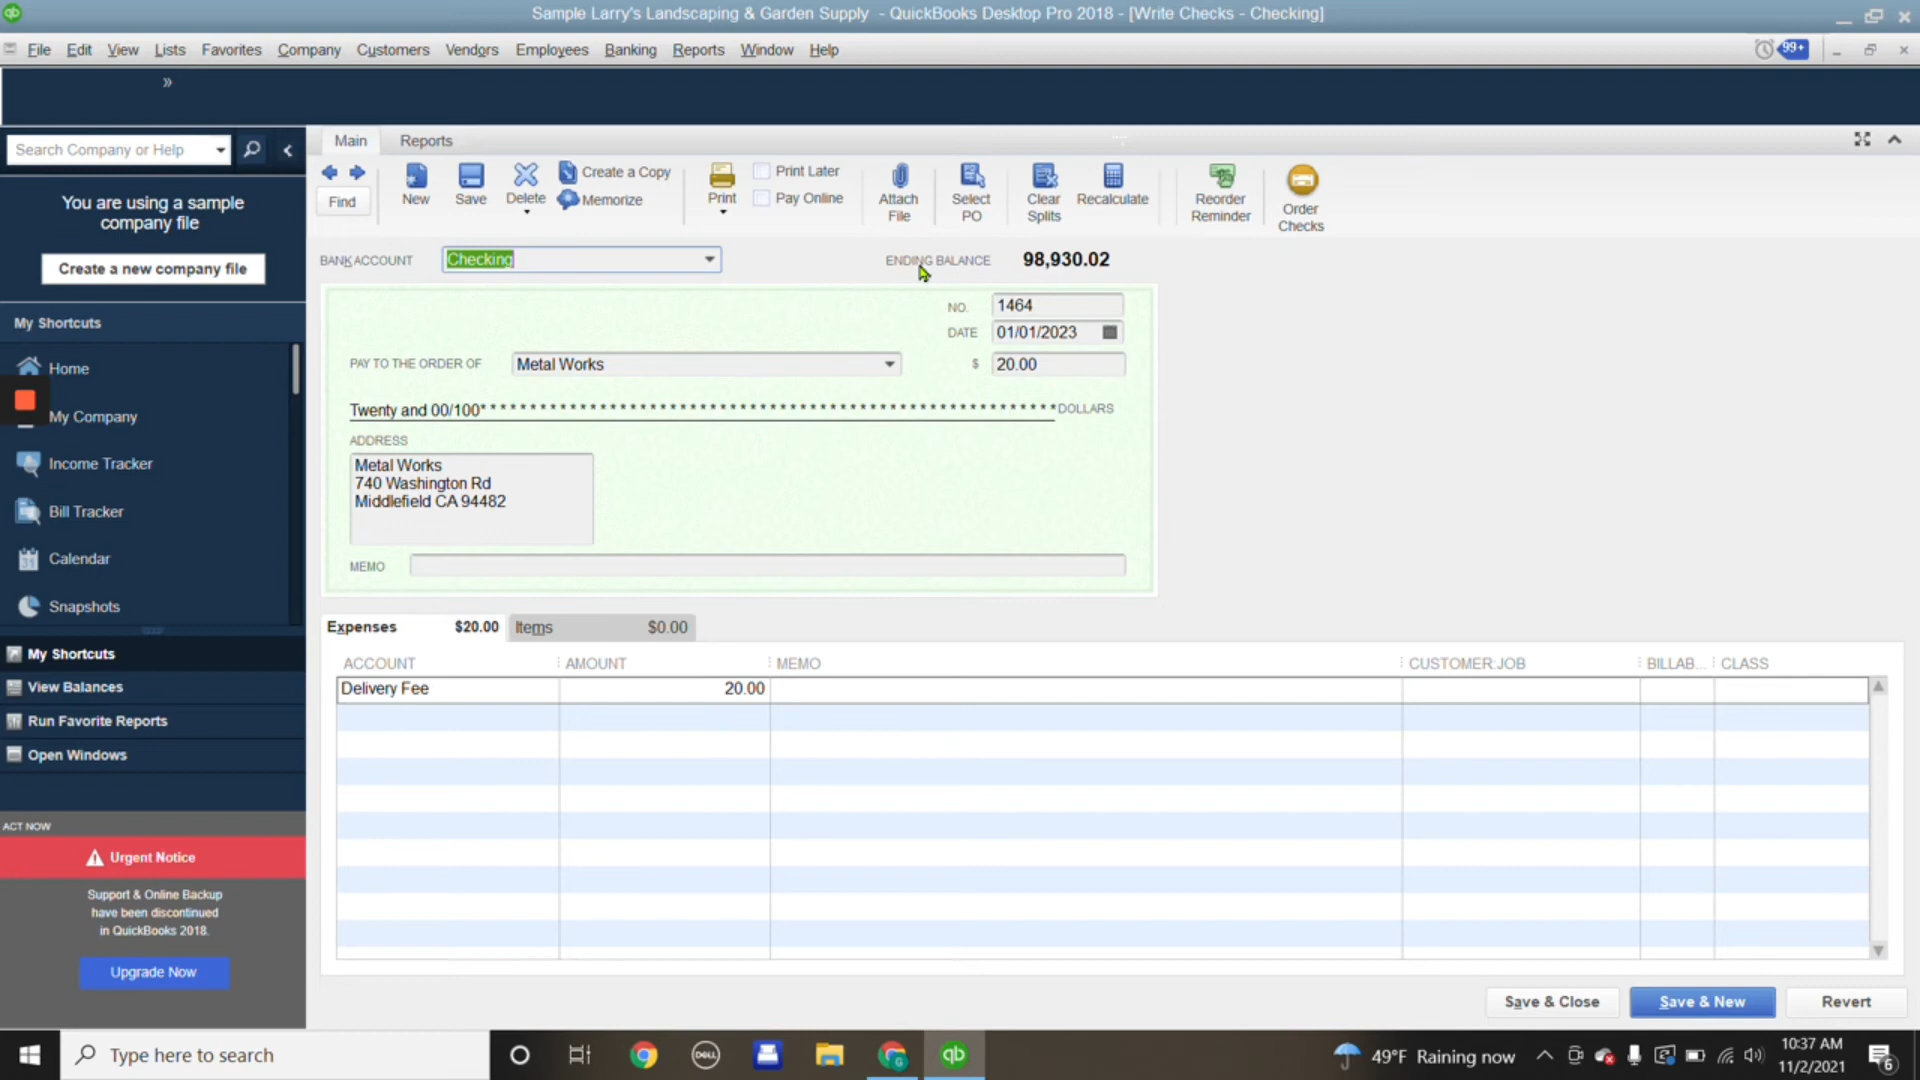 Sample Larry's Landscaping & Garden Supply - QuickBooks Desktop Pro 2018 - [Write Checks - Checking]
File Edit View Lists Favorites Company Customers Vendors Employees Banking Reports Window Help
99+
»
Search Company or Help
You are using a sample
company file
Create a new company file
My Shortcuts
Home
My Company
Income Tracker
Bill Tracker
Calendar
Snapshots
My Shortcuts
View Balances
Run Favorite Reports
Open Windows
ACT NOW
Urgent Notice
Support & Online Backup
have been discontinued
in QuickBooks 2018.
Upgrade Now
Main Reports
Find
New
Save
Delete
Create a Copy
Memorize
Print
Print Later
Pay Online
Attach
File
Select
PO
Clear
Splits
Recalculate
Reorder
Reminder
Order
Checks
BANK ACCOUNT Checking ENDING BALANCE 98,930.02
NO. 1464
DATE 01/01/2023
PAY TO THE ORDER OF Metal Works $ 20.00
Twenty and 00/100* * * * * * * * * * * * * * * * * * * * * * * * * * * * * * * * * * * * * * * * * * * * * * * * * * * * * * * * * * DOLLARS
ADDRESS
Metal Works
740 Washington Rd
Middlefield CA 94482
MEMO
Expenses $20.00 Items $0.00
ACCOUNT AMOUNT MEMO CUSTOMER:JOB BILLAB... CLASS
Delivery Fee 20.00
Save & Close Save & New Revert
Type here to search
DELL
qb
49°F Raining now
10:37 AM
11/2/2021
6